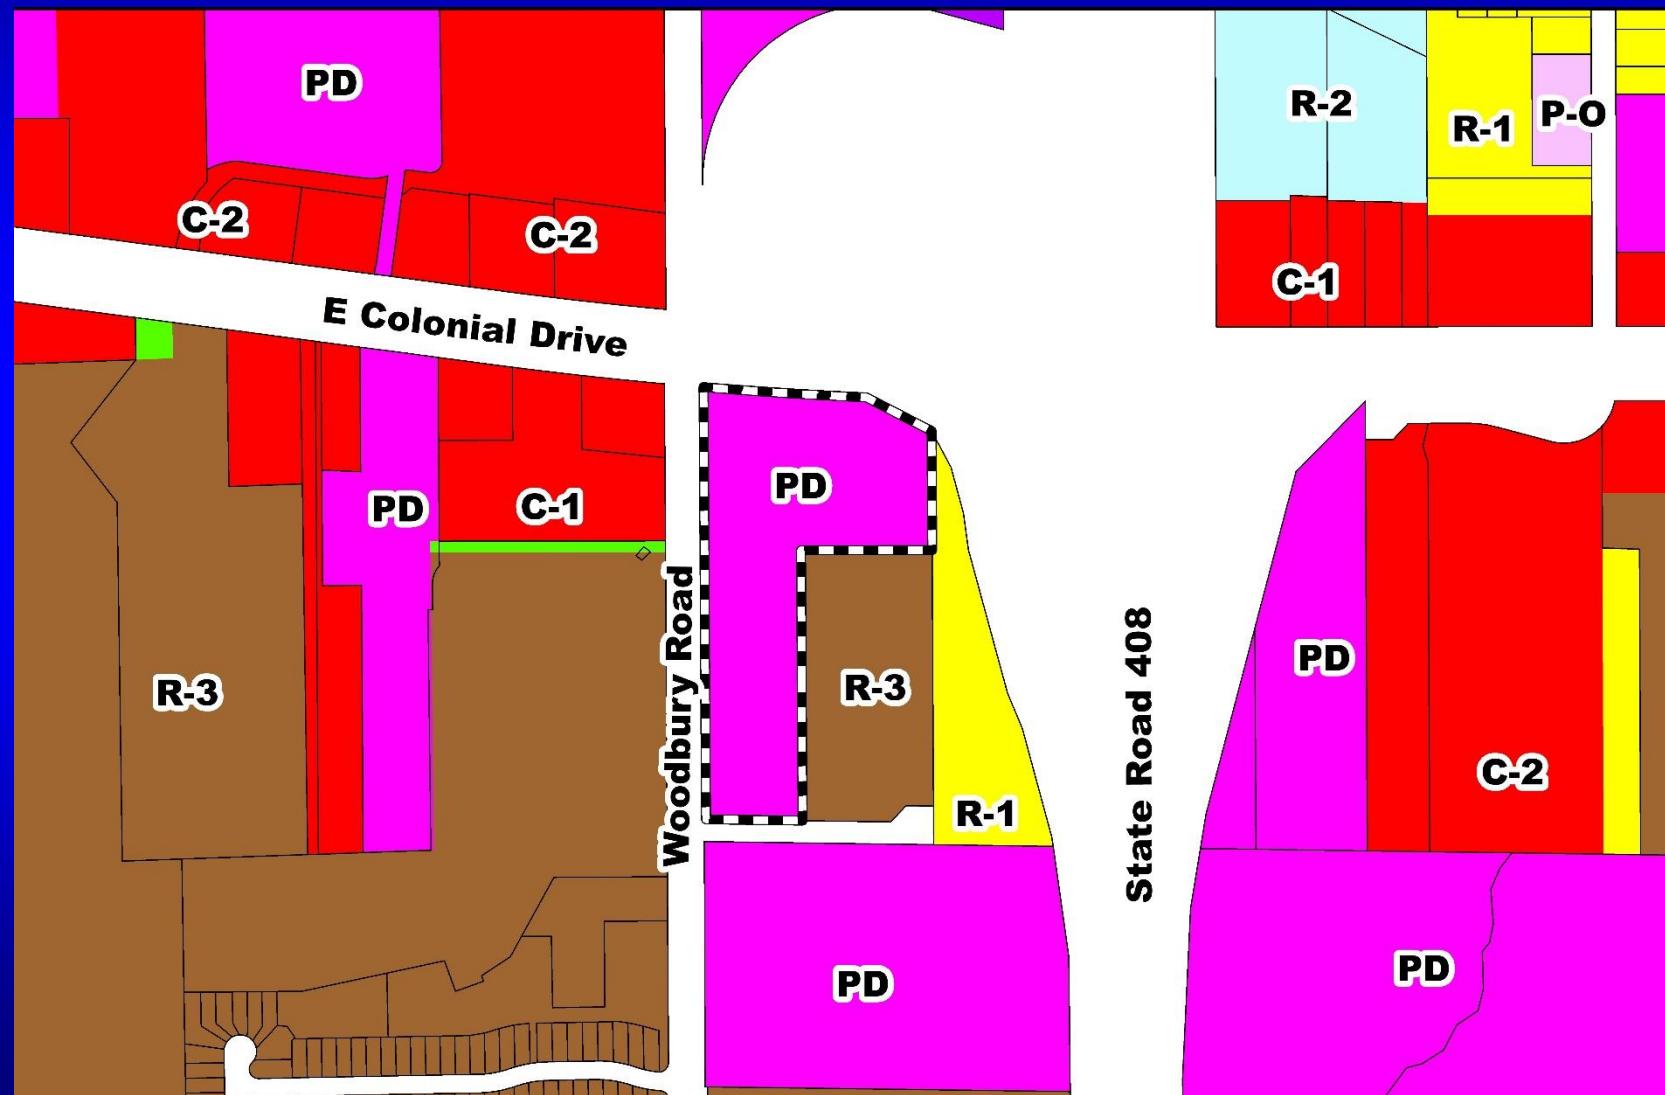 PD
R-2
R-1
P-O
C-2
C-2
C-1
E Colonial Drive
PD
PD
C-1
Woodbury Road
State Road 408
PD
R-3
R-3
C-2
R-1
PD
PD